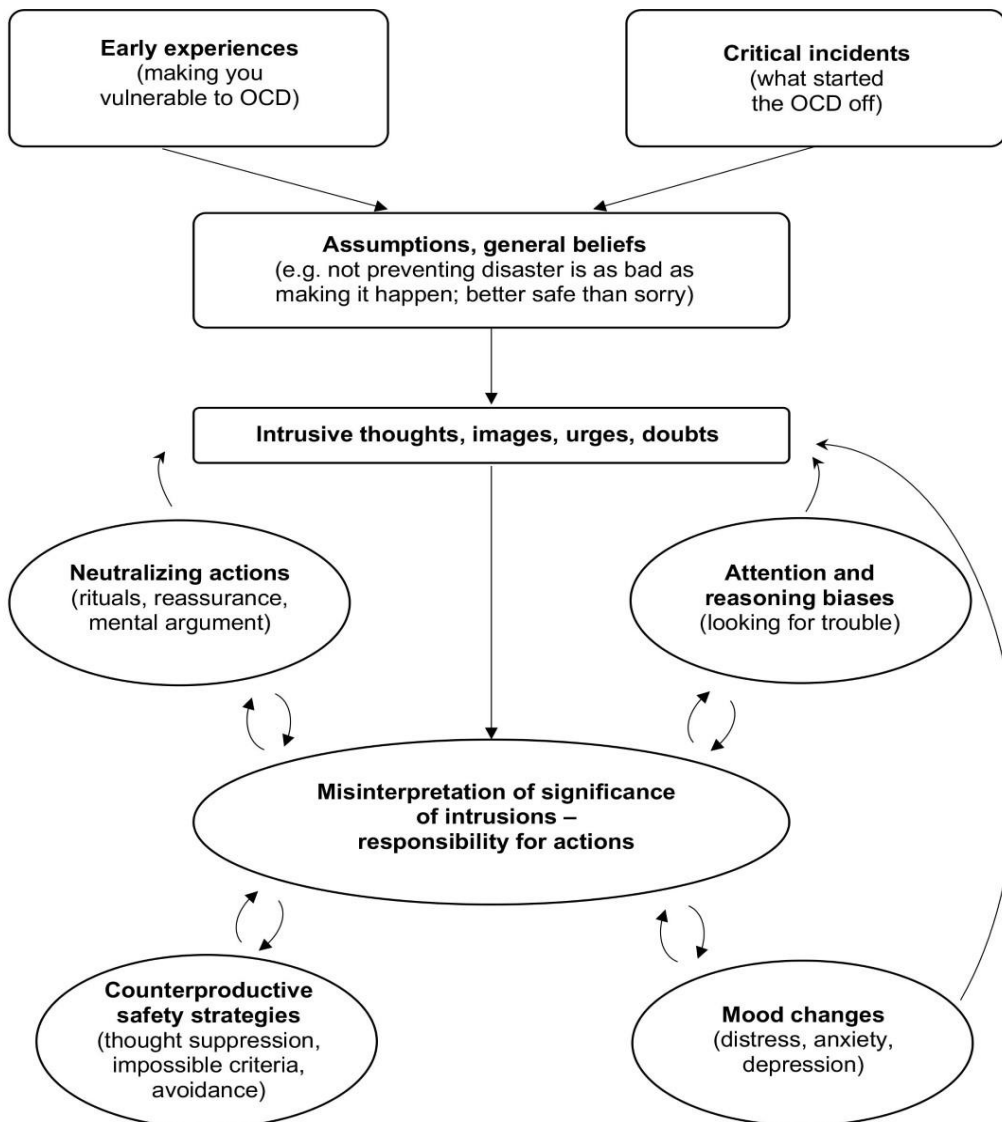 Early experiences
(making you
vulnerable to OCD)
Critical incidents
(what started
the OCD off)
Assumptions, general beliefs
(e.g. not preventing disaster is as bad as
making it happen; better safe than sorry)
Intrusive thoughts, images, urges, doubts
Neutralizing actions
(rituals, reassurance,
mental argument)
Attention and
reasoning biases
(looking for trouble)
Misinterpretation of significance
of intrusions –
responsibility for actions
Counterproductive
safety strategies
(thought suppression,
impossible criteria,
avoidance)
Mood changes
(distress, anxiety,
depression)